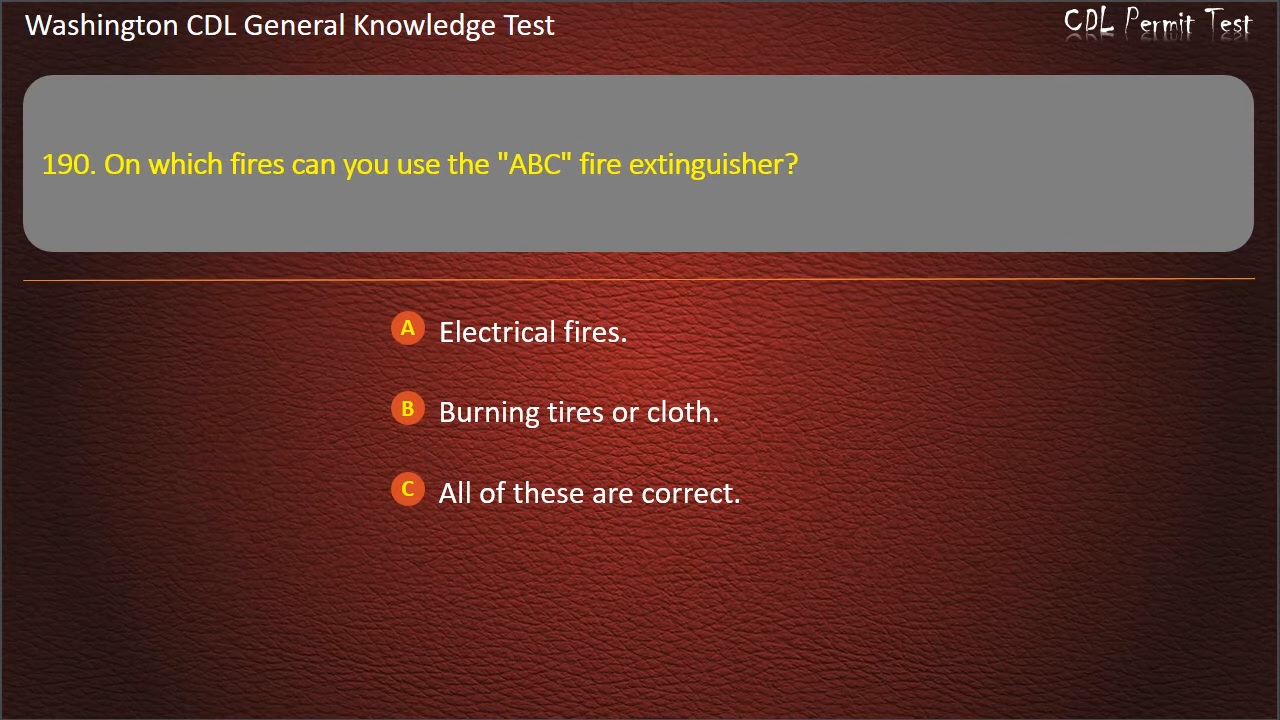 Washington CDL General Knowledge Test
CDL Permit Test
190. On which fires can you use the "ABC" fire extinguisher?
A Electrical fires.
B Burning tires or cloth.
C All of these are correct.